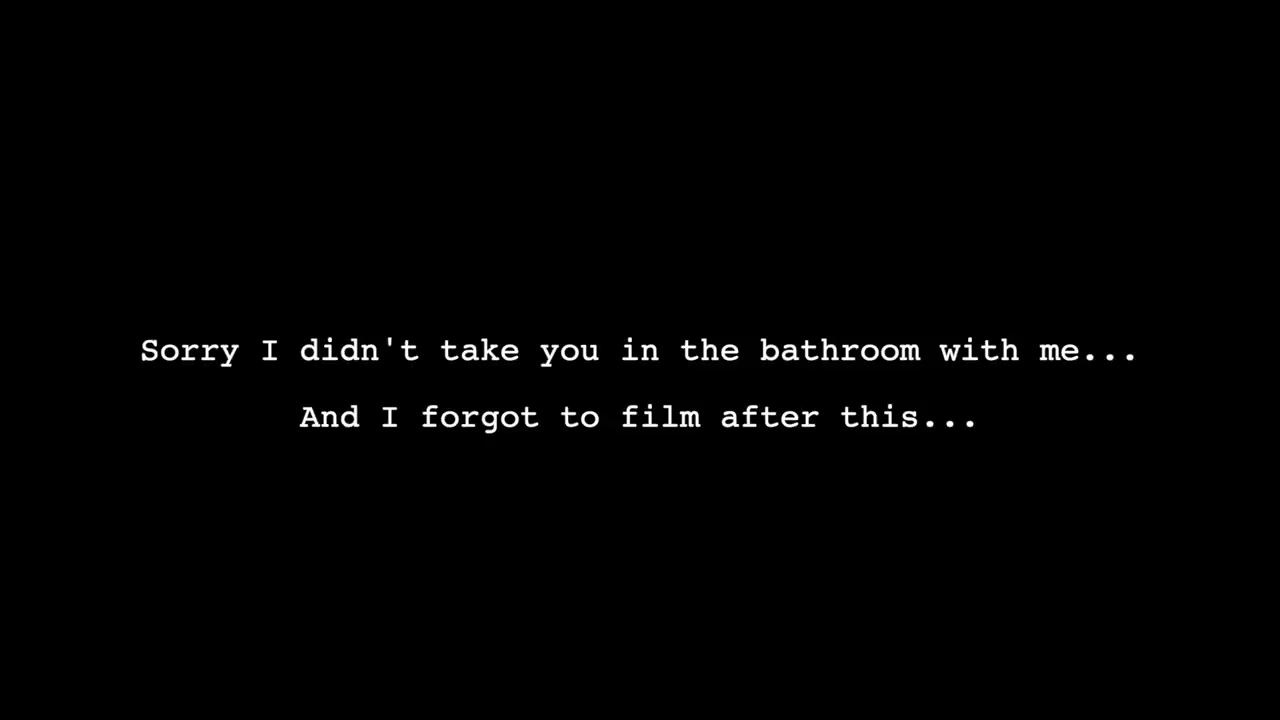 Sorry I didn't take you in the bathroom with me...
And I forgot to film after this...